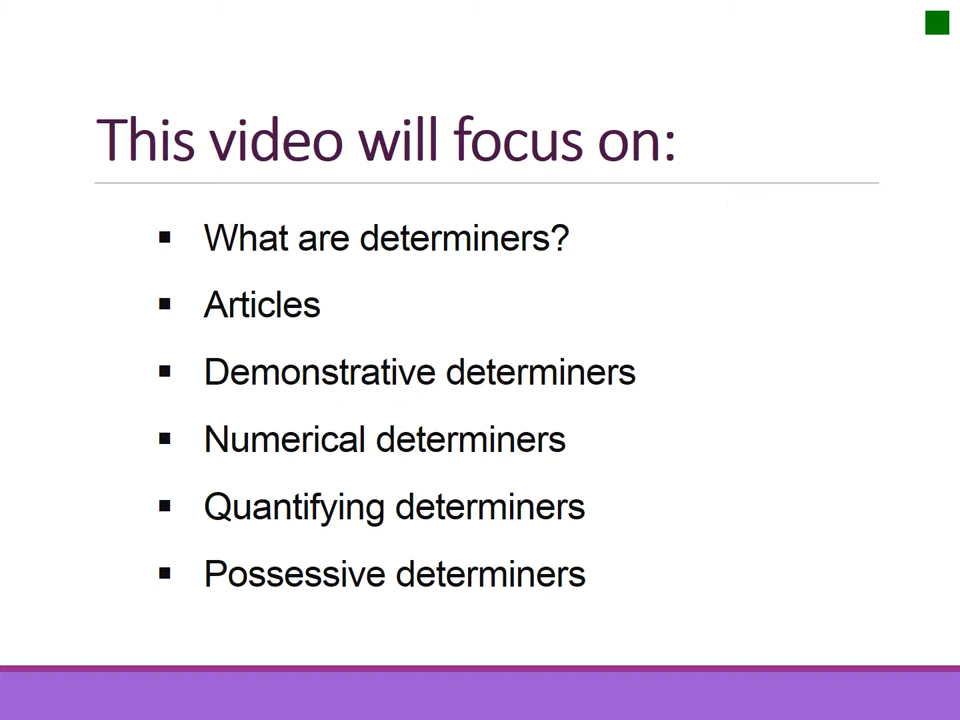 This video will focus on:
▪ What are determiners?
▪ Articles
▪ Demonstrative determiners
▪ Numerical determiners
▪ Quantifying determiners
▪ Possessive determiners